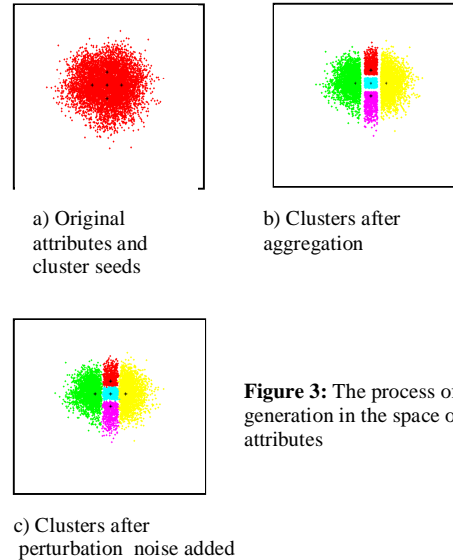 a) Original
attributes and
cluster seeds
b) Clusters after
aggregation
c) Clusters after
perturbation noise added
Figure 3: The process of
generation in the space o
attributes